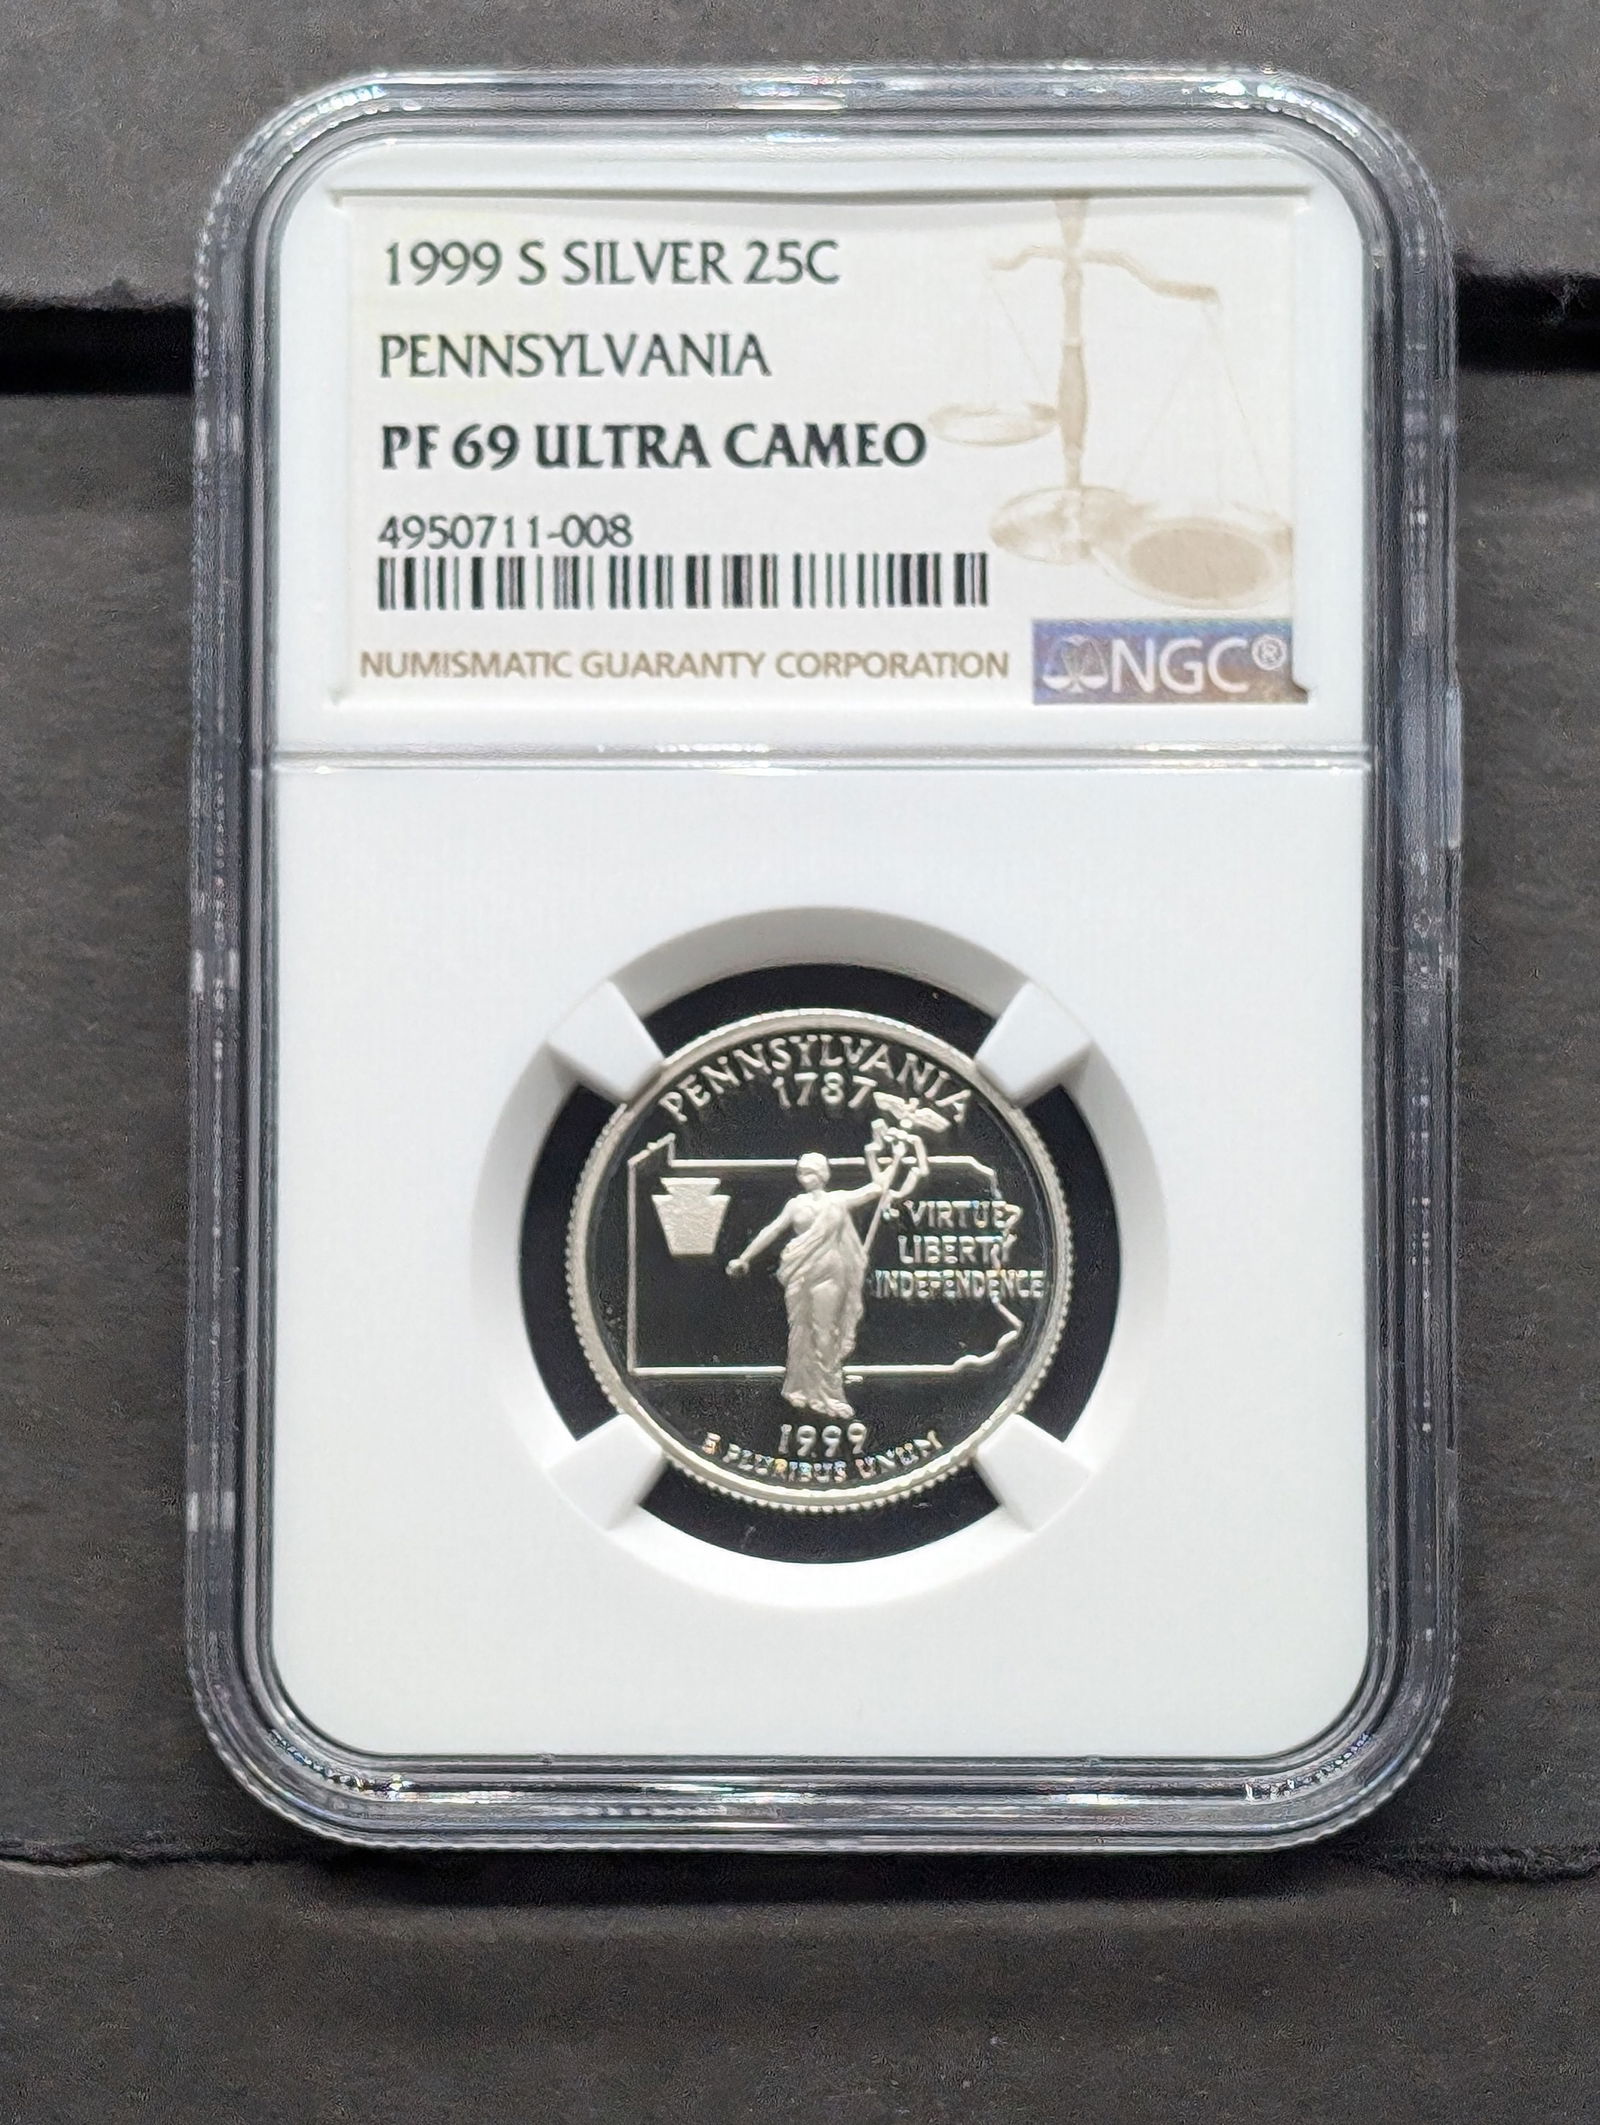 1999 S SILVER 25C
PENNSYLVANIA
PF 69 ULTRA CAMEO
4950711-008
NUMISMATIC GUARANTY CORPORATION
NGC®
PENNSYLVANIA
1787
VIRTUE
LIBERTY
INDEPENDENCE
1999
E PLURIBUS UNUM